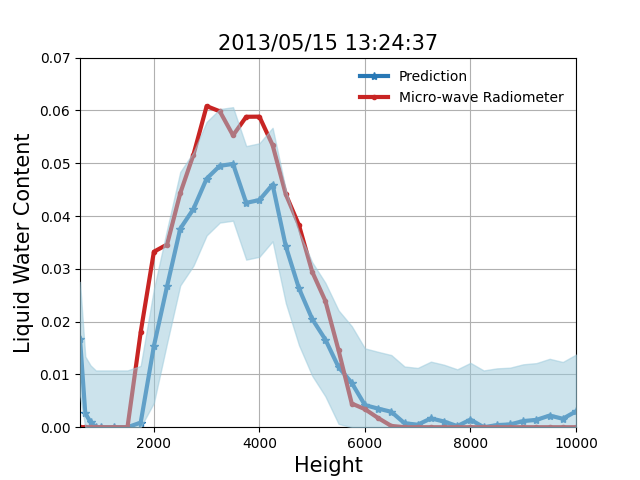 2013/05/15 13:24:37
Prediction
Micro-wave Radiometer
Liquid Water Content
0.07
0.06
0.05
0.04
0.03
0.02
0.01
0.00
2000 4000 6000 8000 10000
Height